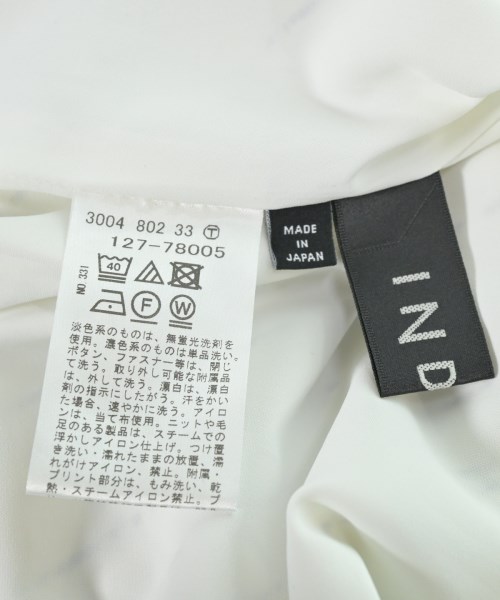 3004 802 33 Ⓣ
127-78005
NO.331
40
F W
淡色系のものは、無蛍光洗剤を
使用。濃色系のものは単品洗い。
ボタン、ファスナー等は、閉じ
て洗う。取り外し可能な附属品
は、外して洗う。漂白は、漂白
剤の指示にしたがう。汗をかい
た場合、速やかに洗う。アイロ
ンは、当て布使用。ニットや毛
足のある製品は、スチームでの
浮かしアイロン仕上げ。つけ置
き洗い・濡れたままの放置、濡
れがけアイロン、禁止。附属・
プリント部分は、もみ洗い、乾
熱・スチームアイロン禁止。プ
MADE
IN
JAPAN
IND